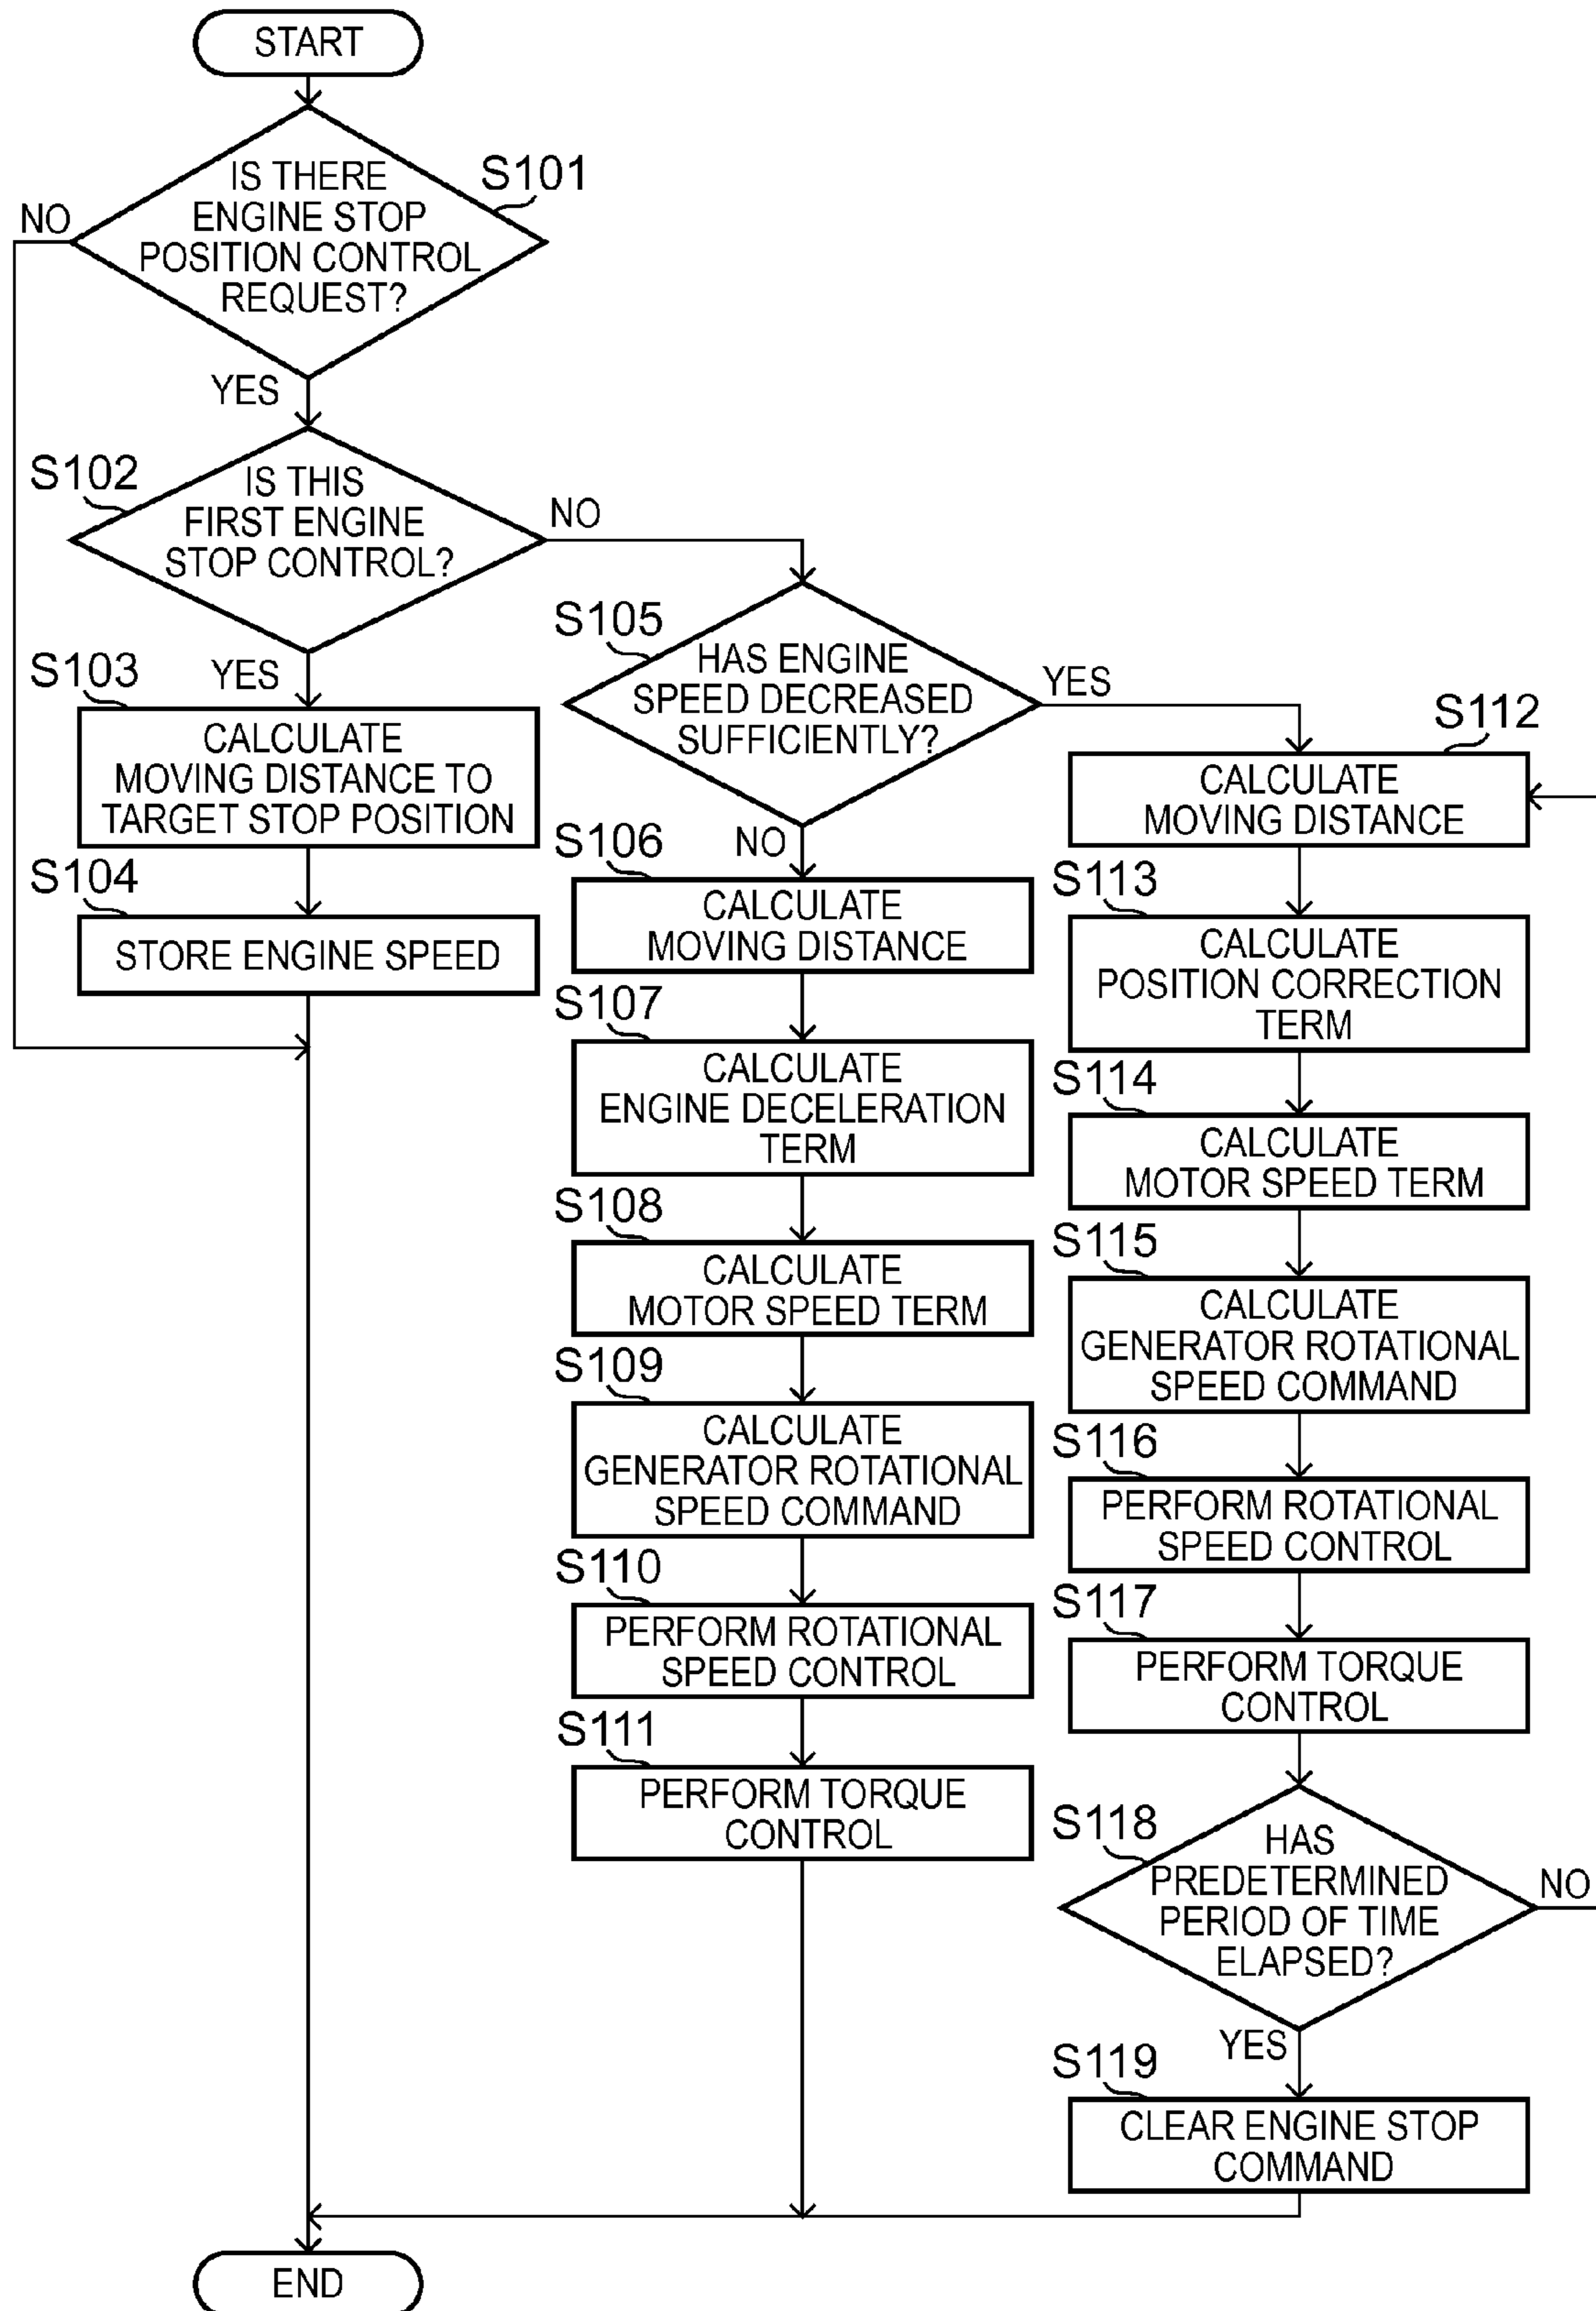 START
IS THERE
ENGINE STOP
POSITION CONTROL
REQUEST?
S101
NO
YES
S102
IS THIS
FIRST ENGINE
STOP CONTROL?
NO
YES
S103
CALCULATE
MOVING DISTANCE TO
TARGET STOP POSITION
S104
STORE ENGINE SPEED
S105
HAS ENGINE
SPEED DECREASED
SUFFICIENTLY?
YES
NO
S106
CALCULATE
MOVING DISTANCE
S107
CALCULATE
ENGINE DECELERATION
TERM
S108
CALCULATE
MOTOR SPEED TERM
S109
CALCULATE
GENERATOR ROTATIONAL
SPEED COMMAND
S110
PERFORM ROTATIONAL
SPEED CONTROL
S111
PERFORM TORQUE
CONTROL
S112
CALCULATE
MOVING DISTANCE
S113
CALCULATE
POSITION CORRECTION
TERM
S114
CALCULATE
MOTOR SPEED TERM
S115
CALCULATE
GENERATOR ROTATIONAL
SPEED COMMAND
S116
PERFORM ROTATIONAL
SPEED CONTROL
S117
PERFORM TORQUE
CONTROL
S118
HAS
PREDETERMINED
PERIOD OF TIME
ELAPSED?
NO
YES
S119
CLEAR ENGINE STOP
COMMAND
END